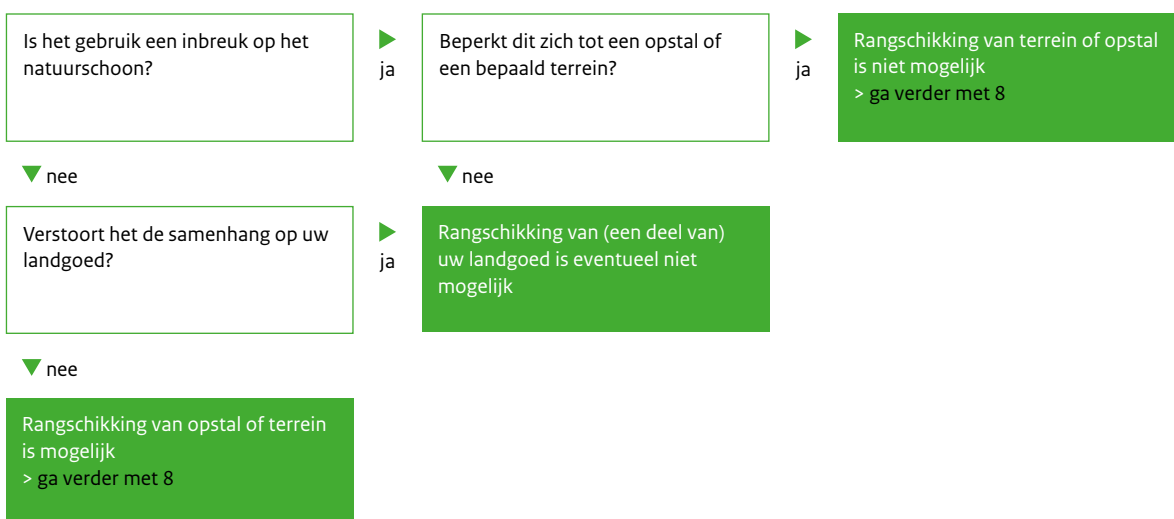 Is het gebruik een inbreuk op het
natuurschoon?
ja
Beperkt dit zich tot een opstal of
een bepaald terrein?
ja
Rangschikking van terrein of opstal
is niet mogelijk
> ga verder met 8
nee
nee
Verstoort het de samenhang op uw
landgoed?
ja
Rangschikking van (een deel van)
uw landgoed is eventueel niet
mogelijk
nee
Rangschikking van opstal of terrein
is mogelijk
> ga verder met 8